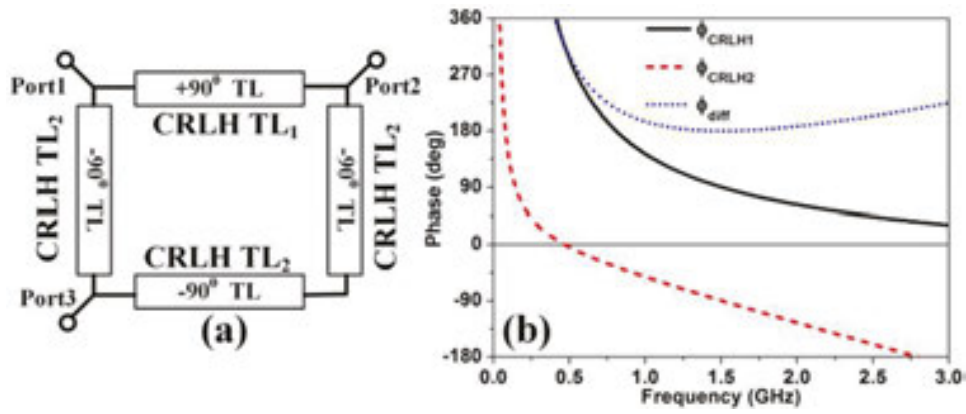 Port1
Port2
+90° TL
CRLH TL₁
CRLH TL₂
-90° TL
-90° TL
CRLH TL₂
CRLH TL₂
-90° TL
Port3
(a)
360
270
180
90
0
-90
-180
Phase (deg)
ϕCRLH1
ϕCRLH2
ϕdiff
(b)
0.0
0.5
1.0
1.5
2.0
2.5
3.0
Frequency (GHz)